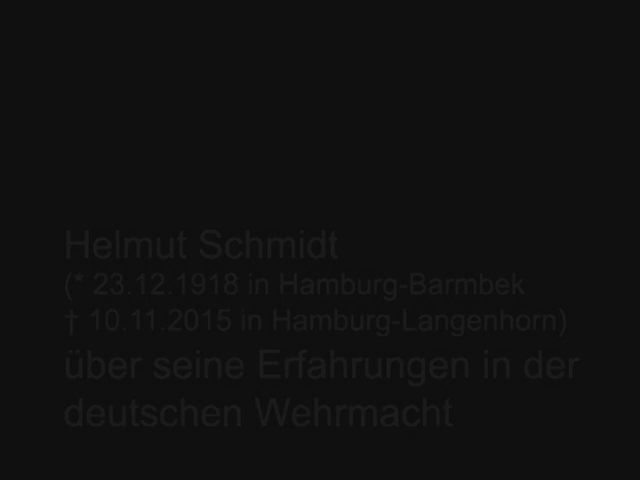 Helmut Schmidt
(* 23.12.1918 in Hamburg-Barmbek
† 10.11.2015 in Hamburg-Langenhorn)
über seine Erfahrungen in der
deutschen Wehrmacht